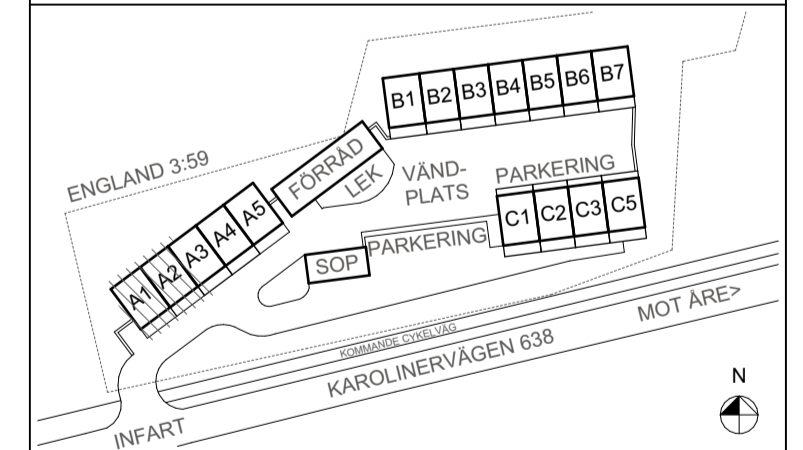 B1 B2 B3 B4 B5 B6 B7
ENGLAND 3:59
FÖRRÅD
LEK
VÄND-
PLATS
PARKERING
A1 A2 A3 A4 A5
C1 C2 C3 C5
PARKERING
SOP
KOMMANDE CYKELVÄG
KAROLINERVÄGEN 638
MOT ÅRE>
INFART
N